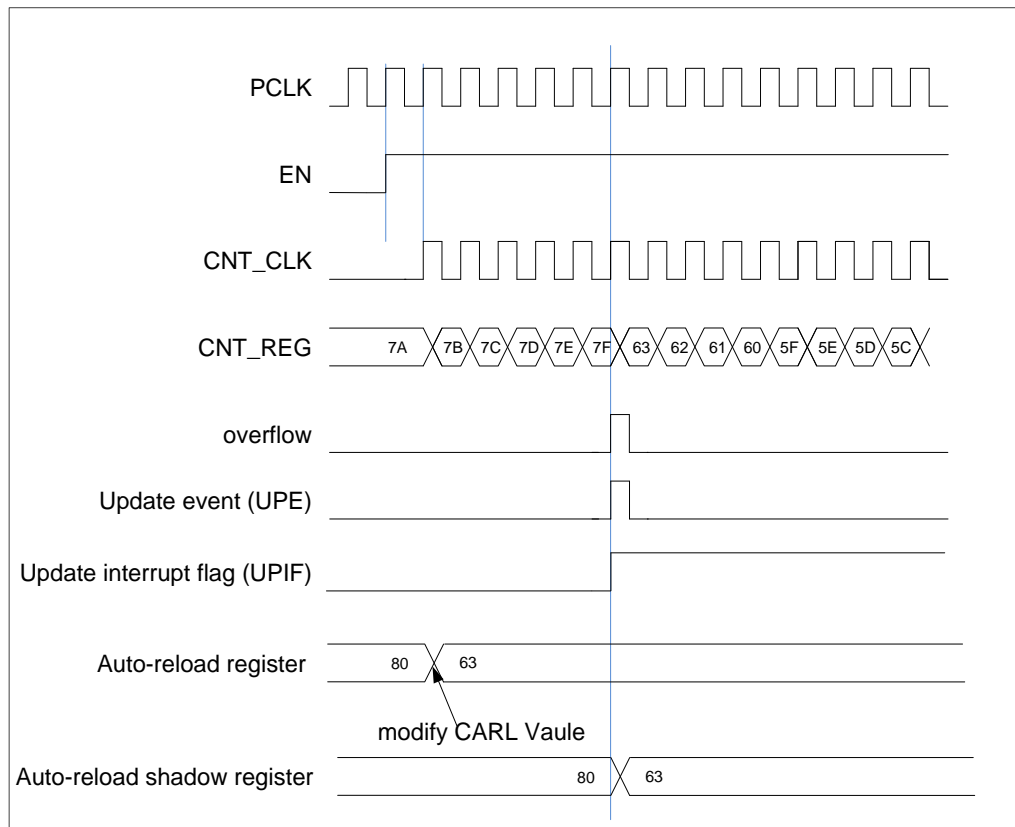 PCLK
EN
CNT_CLK
CNT_REG 7A 7B 7C 7D 7E 7F 63 62 61 60 5F 5E 5D 5C
overflow
Update event (UPE)
Update interrupt flag (UPIF)
Auto-reload register 80 63
modify CARL Vaule
Auto-reload shadow register 80 63